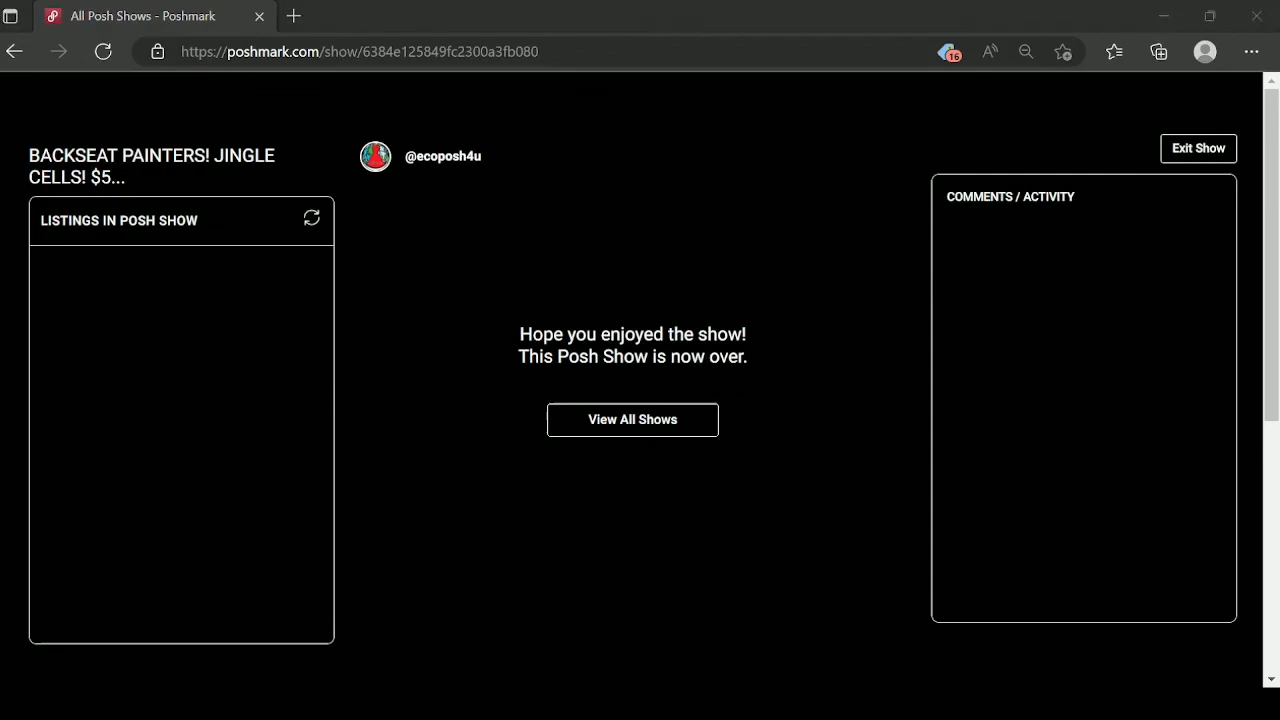 All Posh Shows - Poshmark
https://poshmark.com/show/6384e125849fc2300a3fb080
16
BACKSEAT PAINTERS! JINGLE
CELLS! $5...
@ecoposh4u
Exit Show
LISTINGS IN POSH SHOW
COMMENTS / ACTIVITY
Hope you enjoyed the show!
This Posh Show is now over.
View All Shows